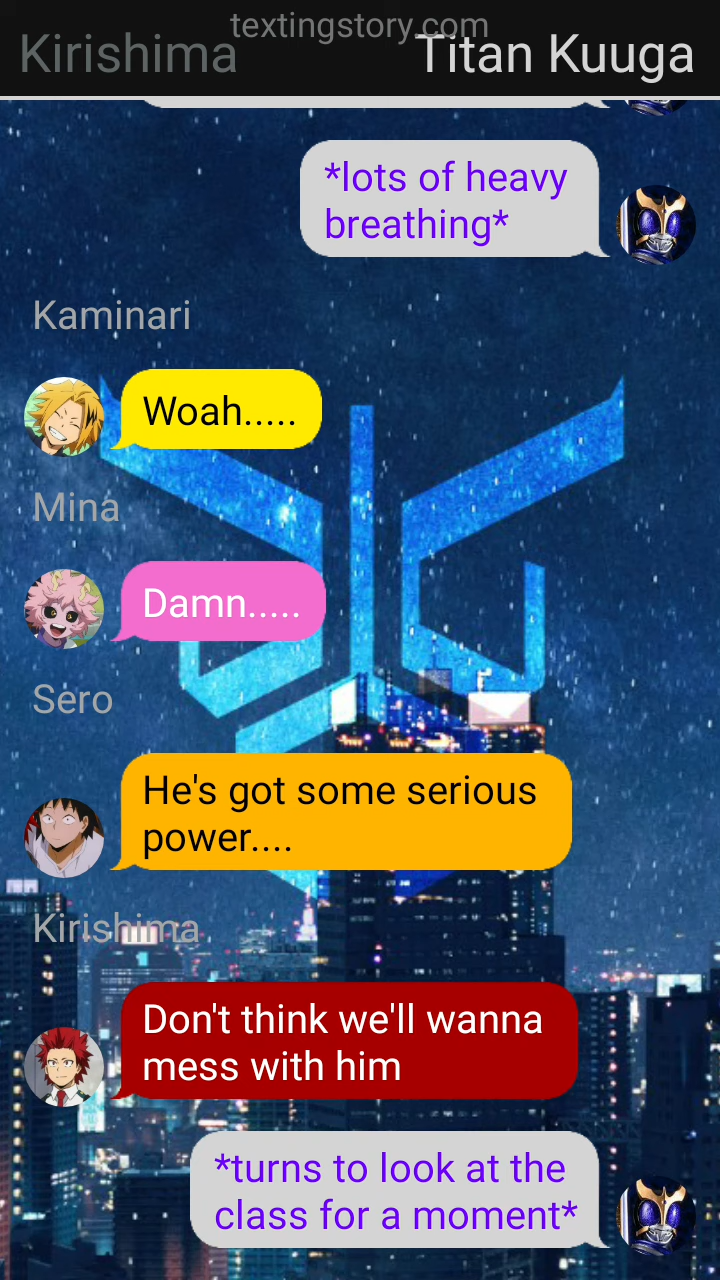 textingstory.com
Kirishima
Titan Kuuga
*lots of heavy
breathing*
Kaminari
Woah.....
Mina
Damn.....
Sero
He's got some serious
power....
Kirishima
Don't think we'll wanna
mess with him
*turns to look at the
class for a moment*